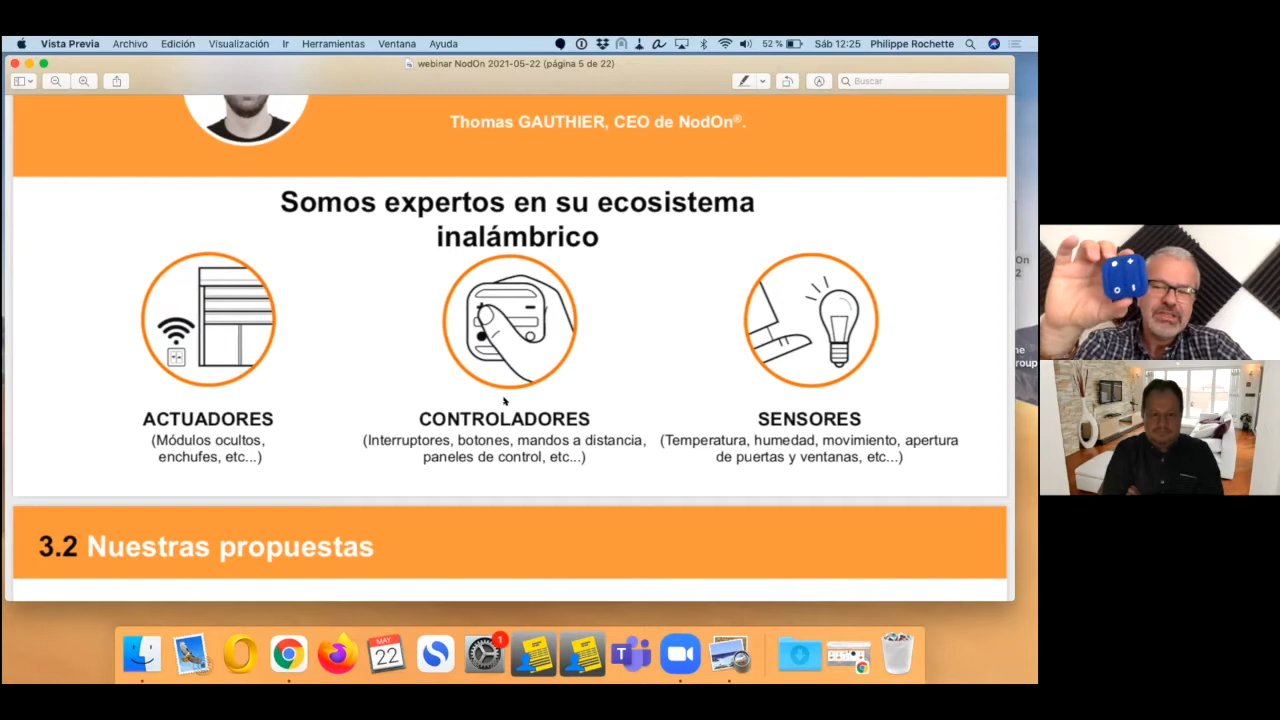 Vista Previa Archivo Edición Visualización Ir Herramientas Ventana Ayuda 52 % Sáb 12:25 Philippe Rochette
webinar NodOn 2021-05-22 (página 5 de 22)
Buscar
Thomas GAUTHIER, CEO de NodOn®.
Somos expertos en su ecosistema
inalámbrico
ACTUADORES
(Módulos ocultos,
enchufes, etc...)
CONTROLADORES
(Interruptores, botones, mandos a distancia,
paneles de control, etc...)
SENSORES
(Temperatura, humedad, movimiento, apertura
de puertas y ventanas, etc...)
3.2 Nuestras propuestas
MAY
22
1
T